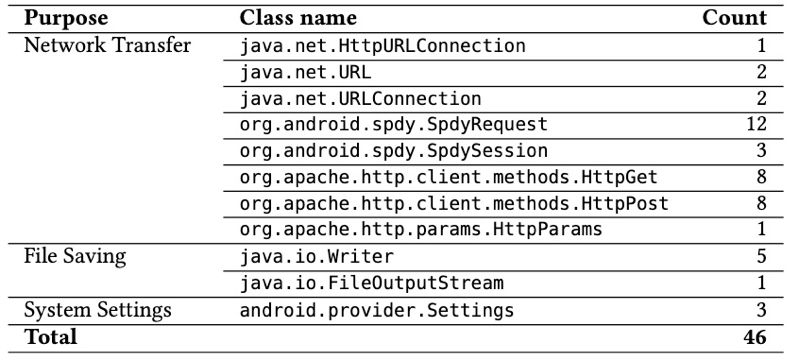 Purpose Class name Count
Network Transfer java.net.HttpURLConnection 1
java.net.URL 2
java.net.URLConnection 2
org.android.spdy.SpdyRequest 12
org.android.spdy.SpdySession 3
org.apache.http.client.methods.HttpGet 8
org.apache.http.client.methods.HttpPost 8
org.apache.http.params.HttpParams 1
File Saving java.io.Writer 5
java.io.FileOutputStream 1
System Settings android.provider.Settings 3
Total 46